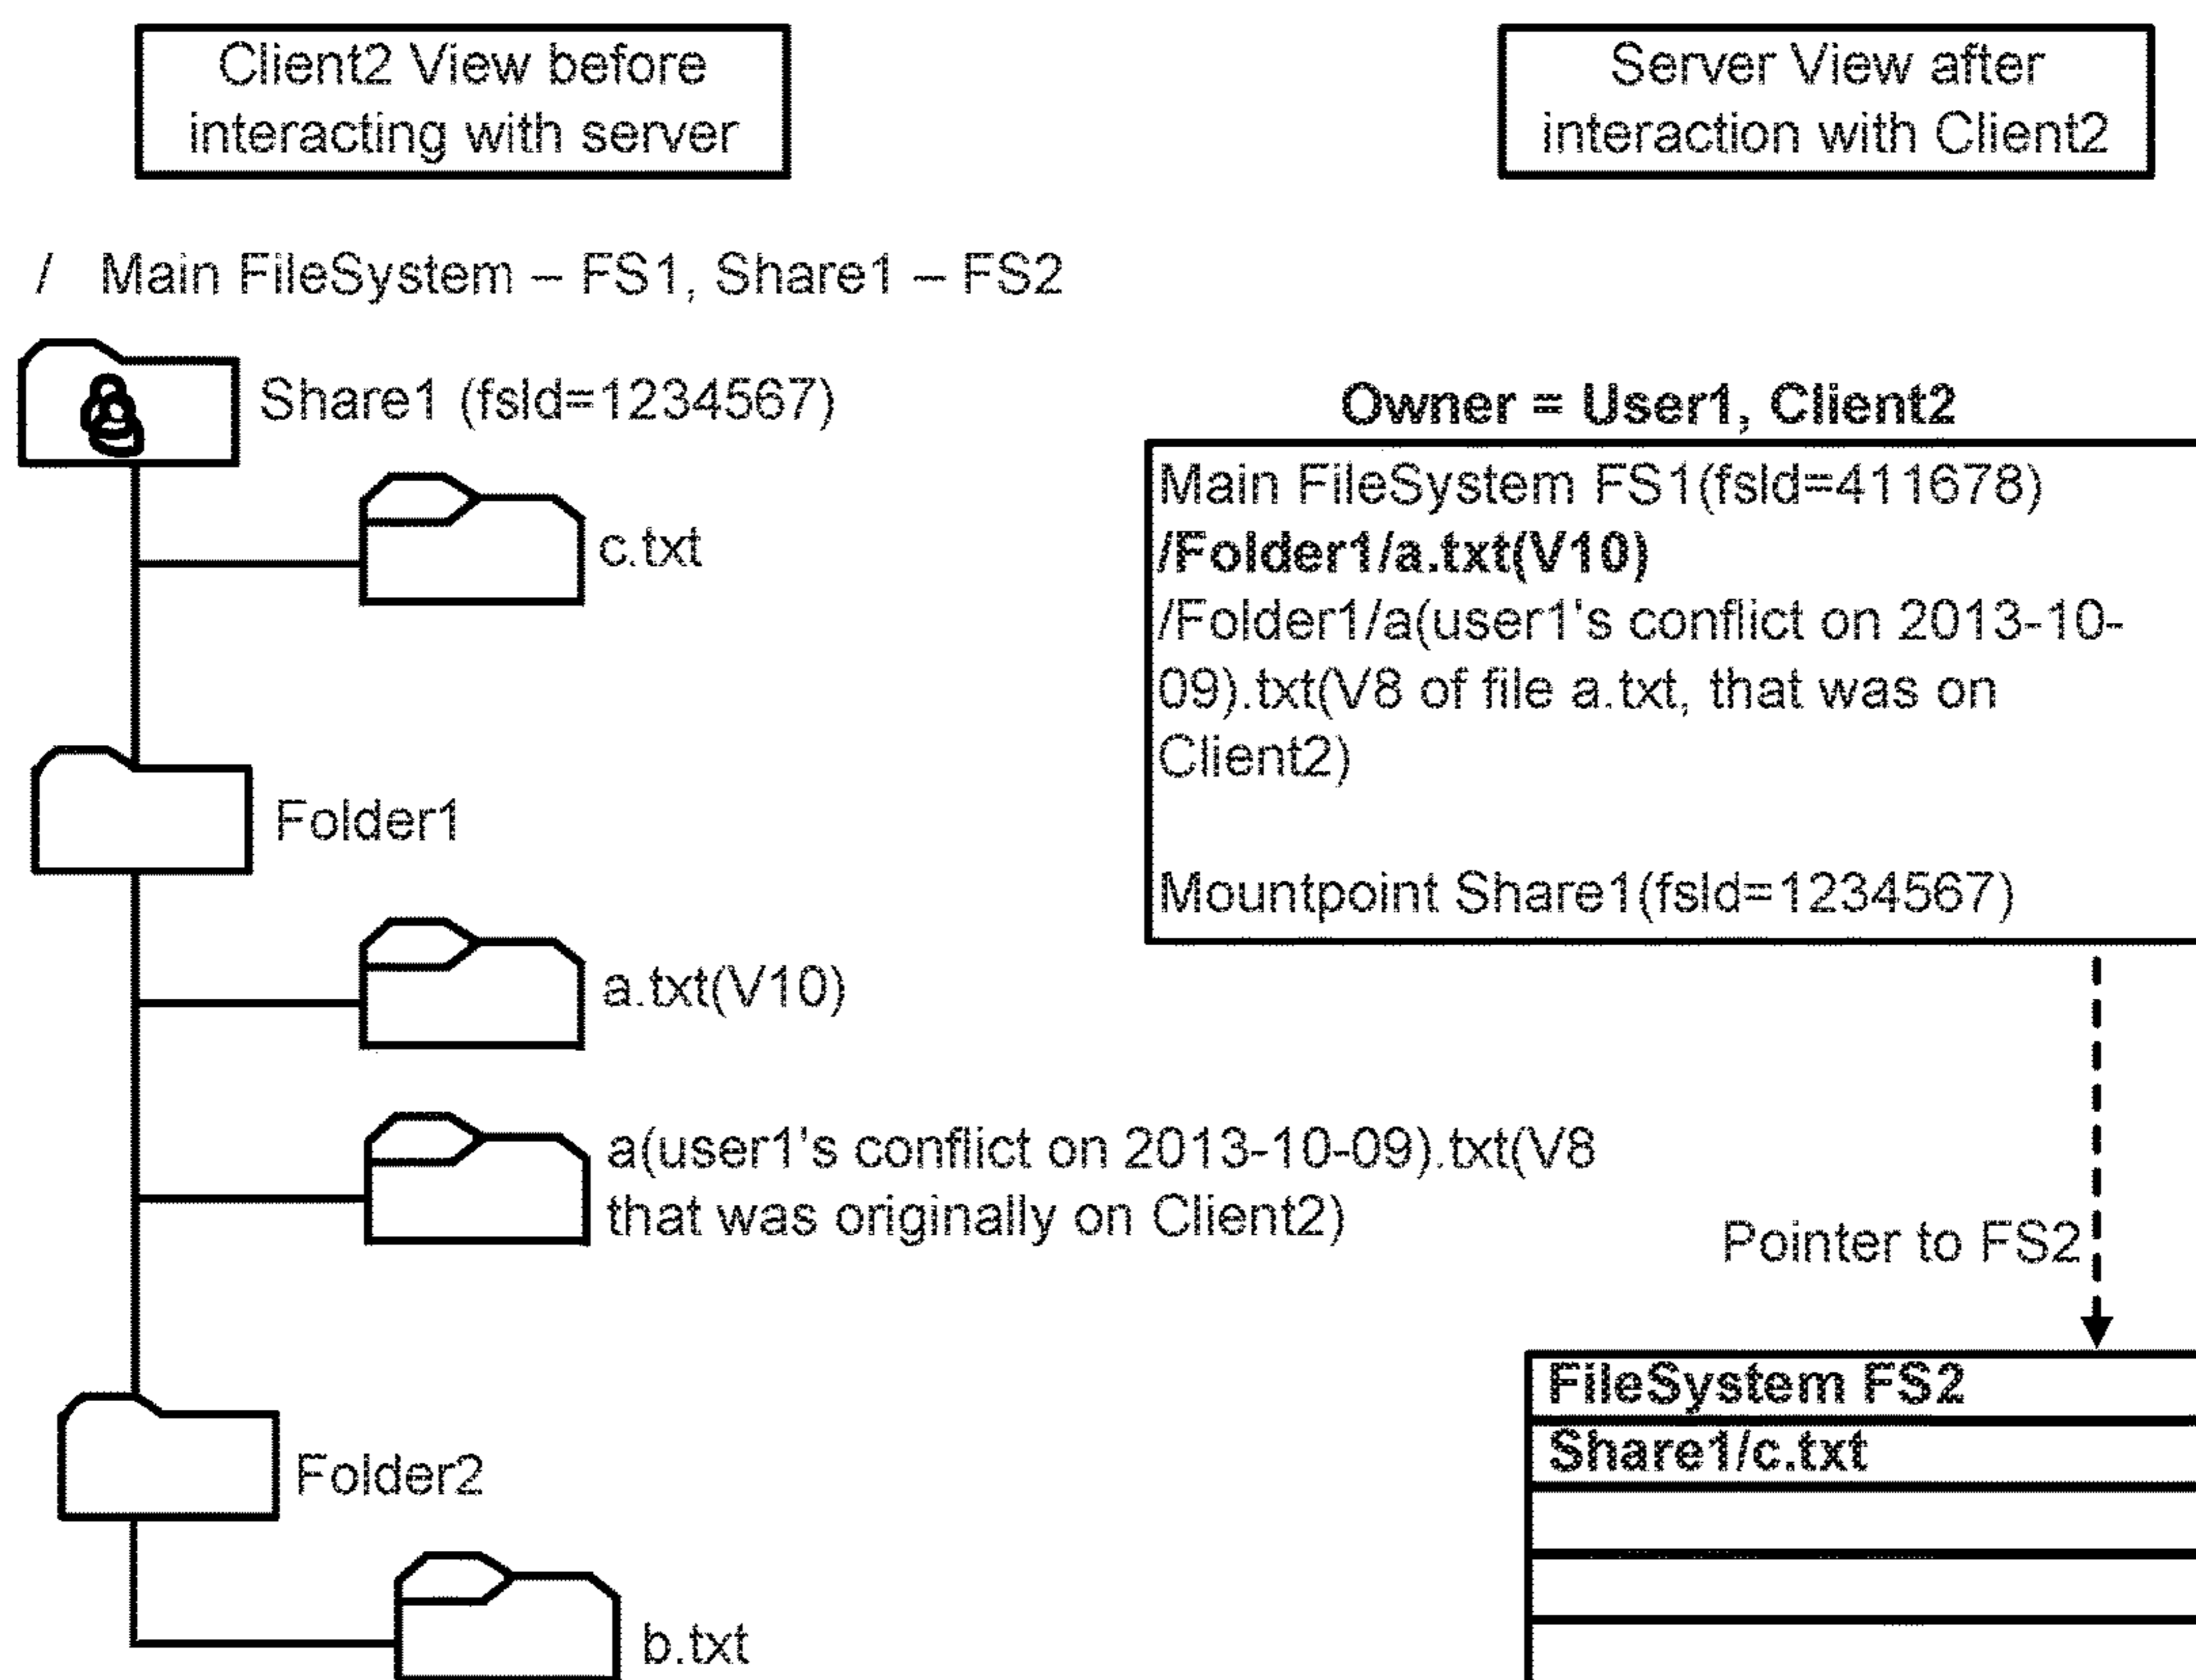 Client2 View before
interacting with server
Server View after
interaction with Client2
/ Main FileSystem – FS1, Share1 – FS2
Share1 (fsId=1234567)
c.txt
Folder1
a.txt(V10)
a(user1's conflict on 2013-10-09).txt(V8
that was originally on Client2)
Folder2
b.txt
Owner = User1, Client2
Main FileSystem FS1(fsId=411678)
/Folder1/a.txt(V10)
/Folder1/a(user1's conflict on 2013-10-
09).txt(V8 of file a.txt, that was on
Client2)
Mountpoint Share1(fsId=1234567)
Pointer to FS2
FileSystem FS2
Share1/c.txt